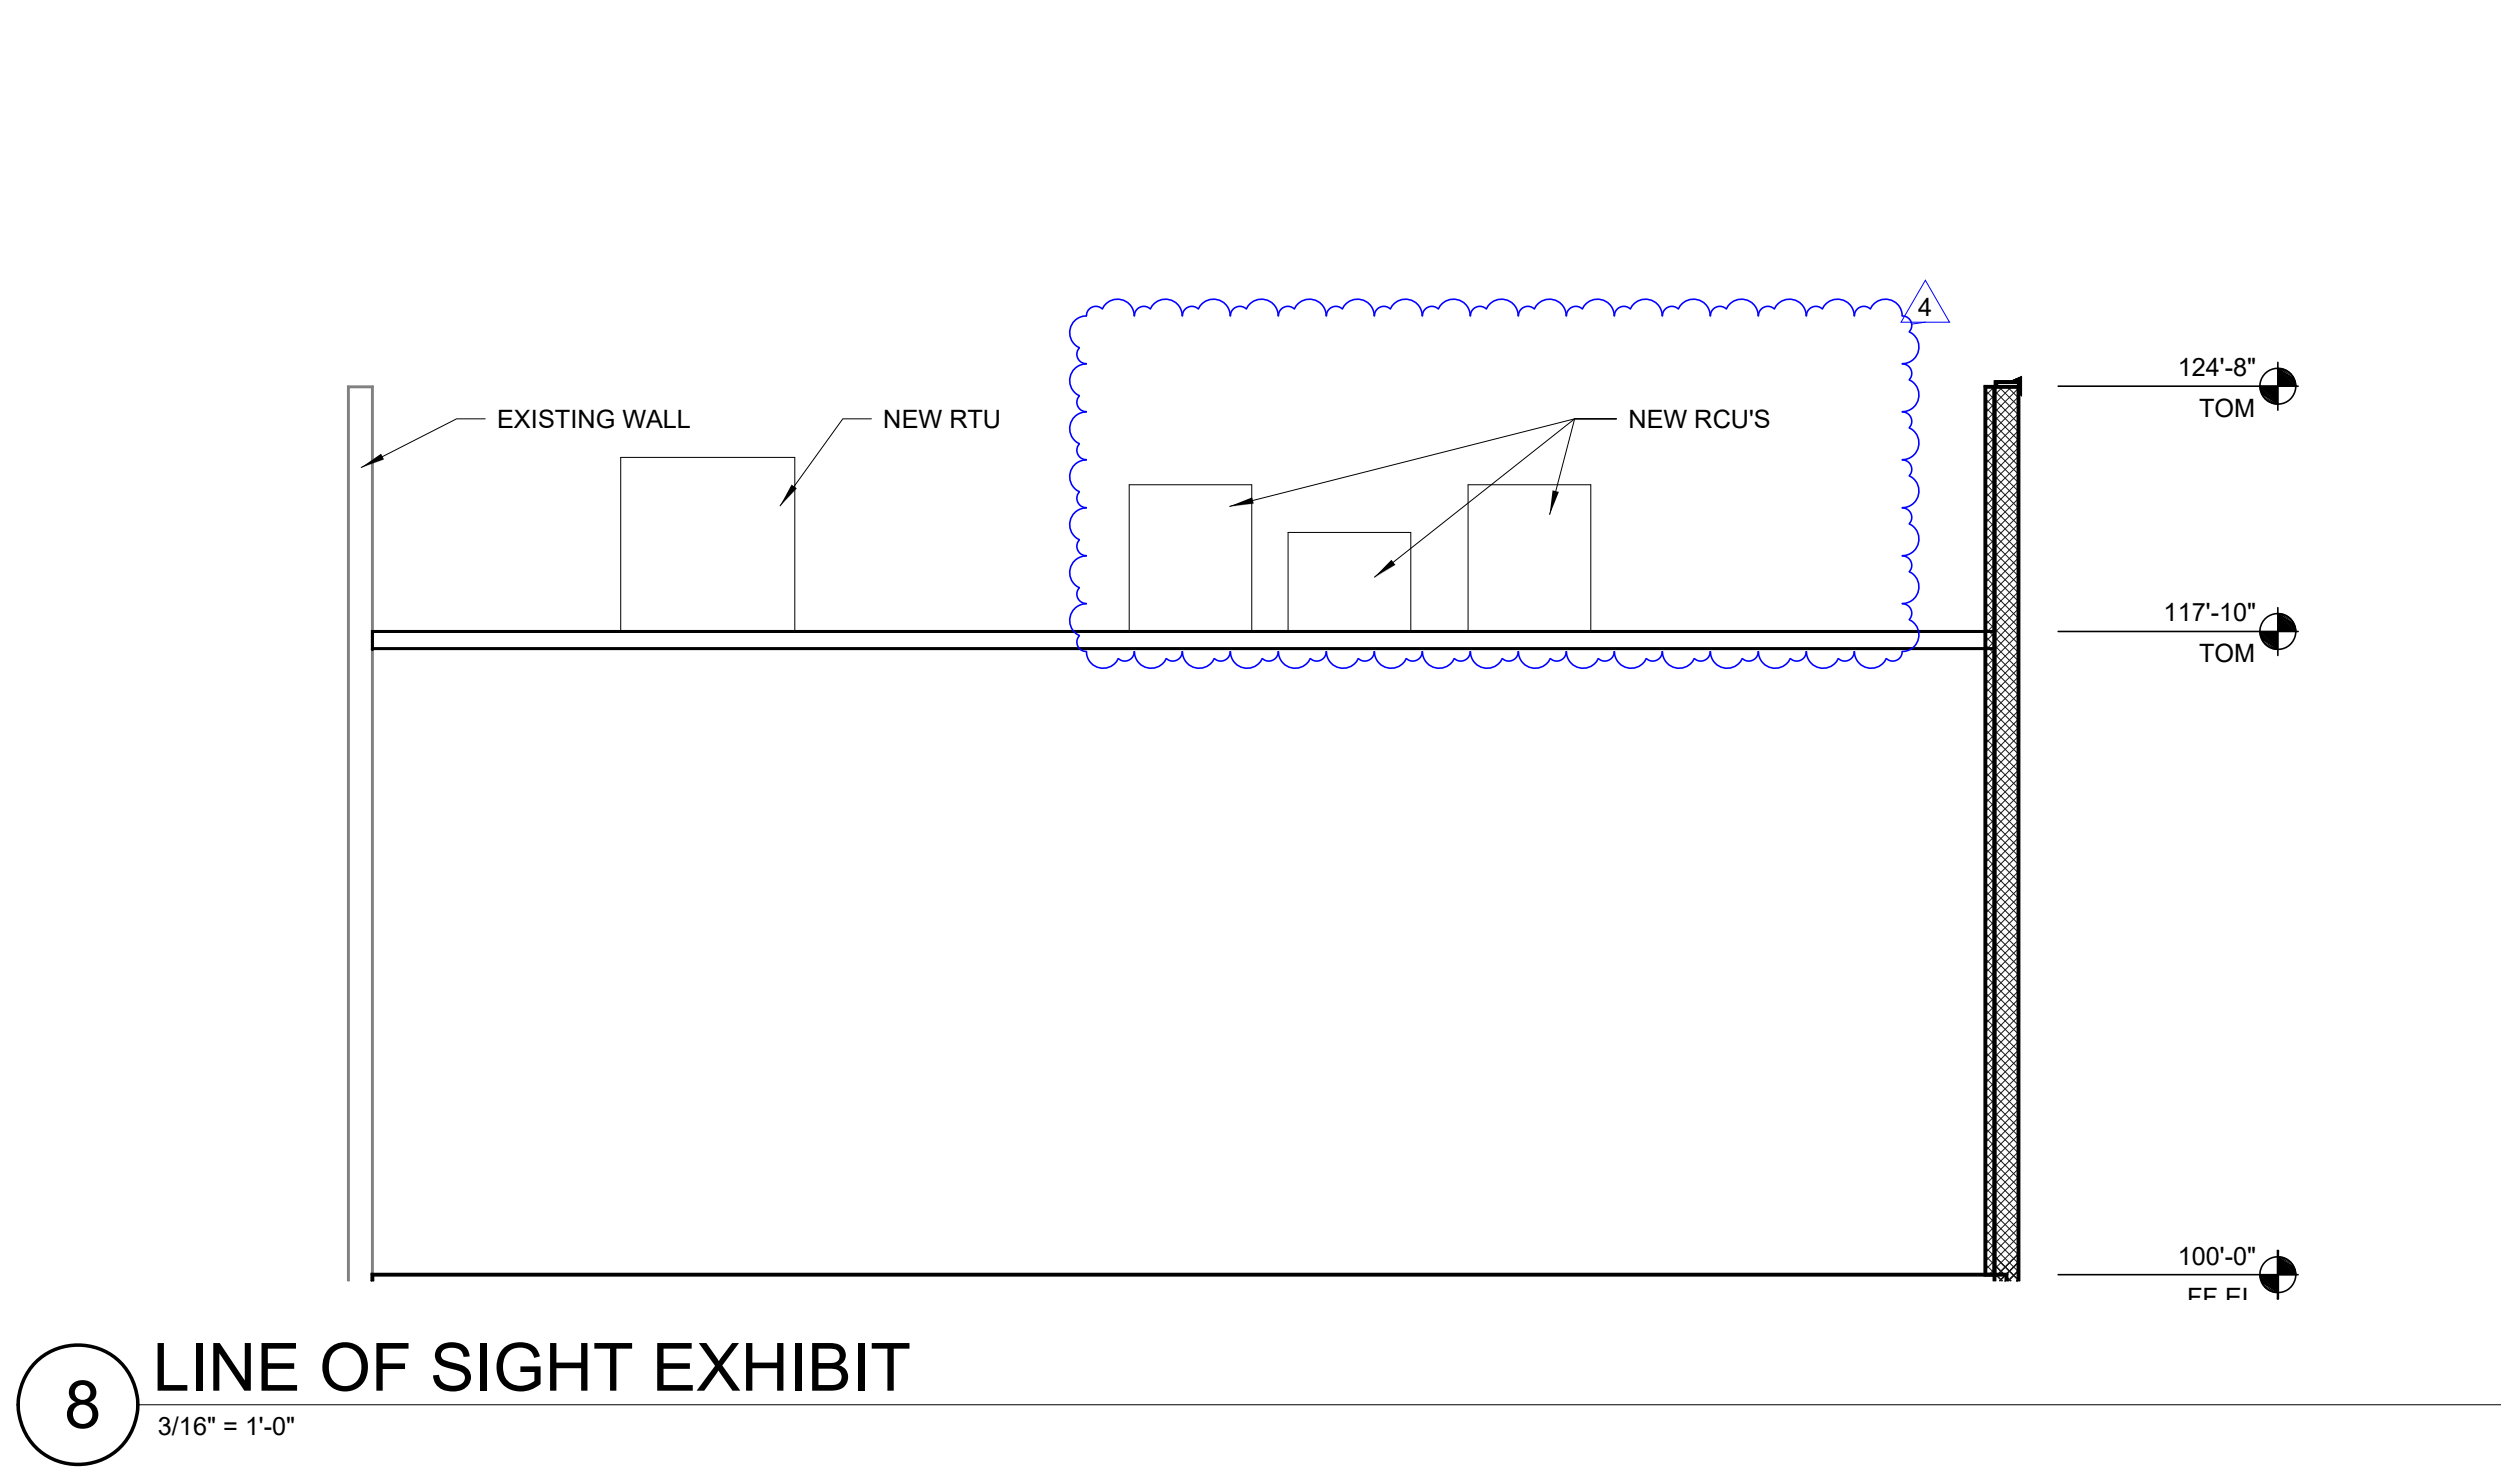 4
124'-8"
TOM
EXISTING WALL
NEW RTU
NEW RCU'S
117'-10"
TOM
100'-0"
8
LINE OF SIGHT EXHIBIT
3/16" = 1'-0"